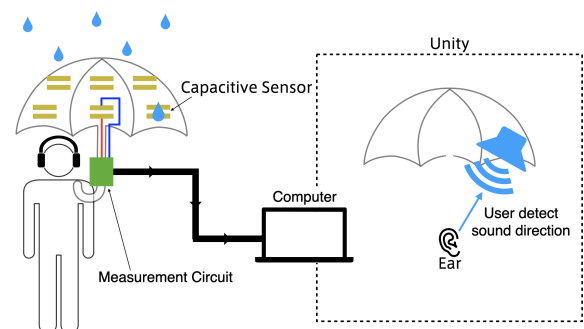 Unity
Capacitive Sensor
Computer
User detect
sound direction
Ear
Measurement Circuit